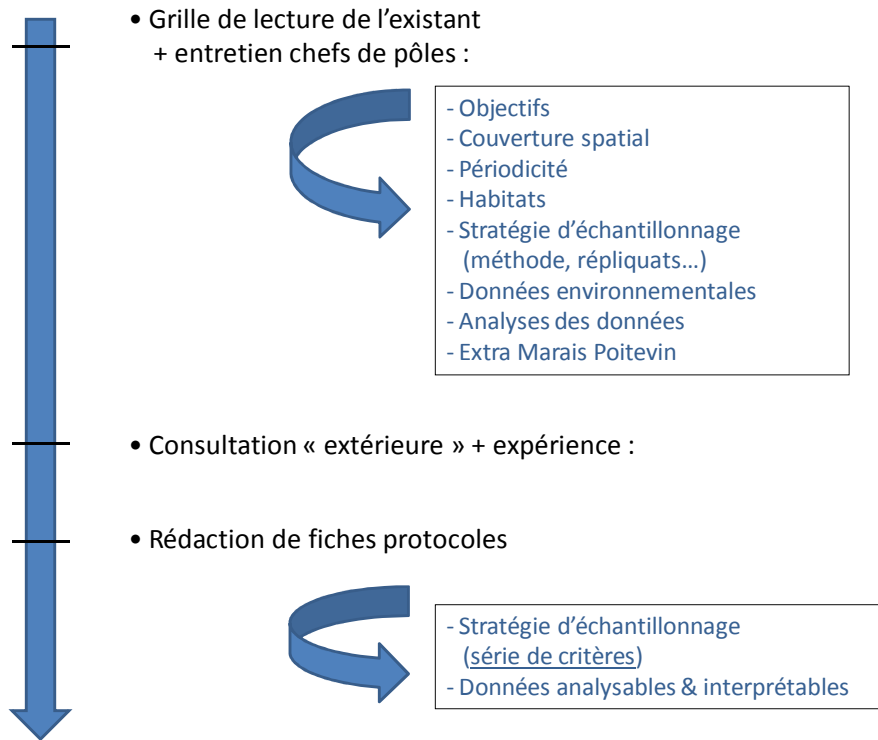 • Grille de lecture de l’existant
+ entretien chefs de pôles :
- Objectifs
- Couverture spatial
- Périodicité
- Habitats
- Stratégie d’échantillonnage
(méthode, répliquats…)
- Données environnementales
- Analyses des données
- Extra Marais Poitevin
• Consultation « extérieure » + expérience :
• Rédaction de fiches protocoles
- Stratégie d’échantillonnage
(série de critères)
- Données analysables & interprétables